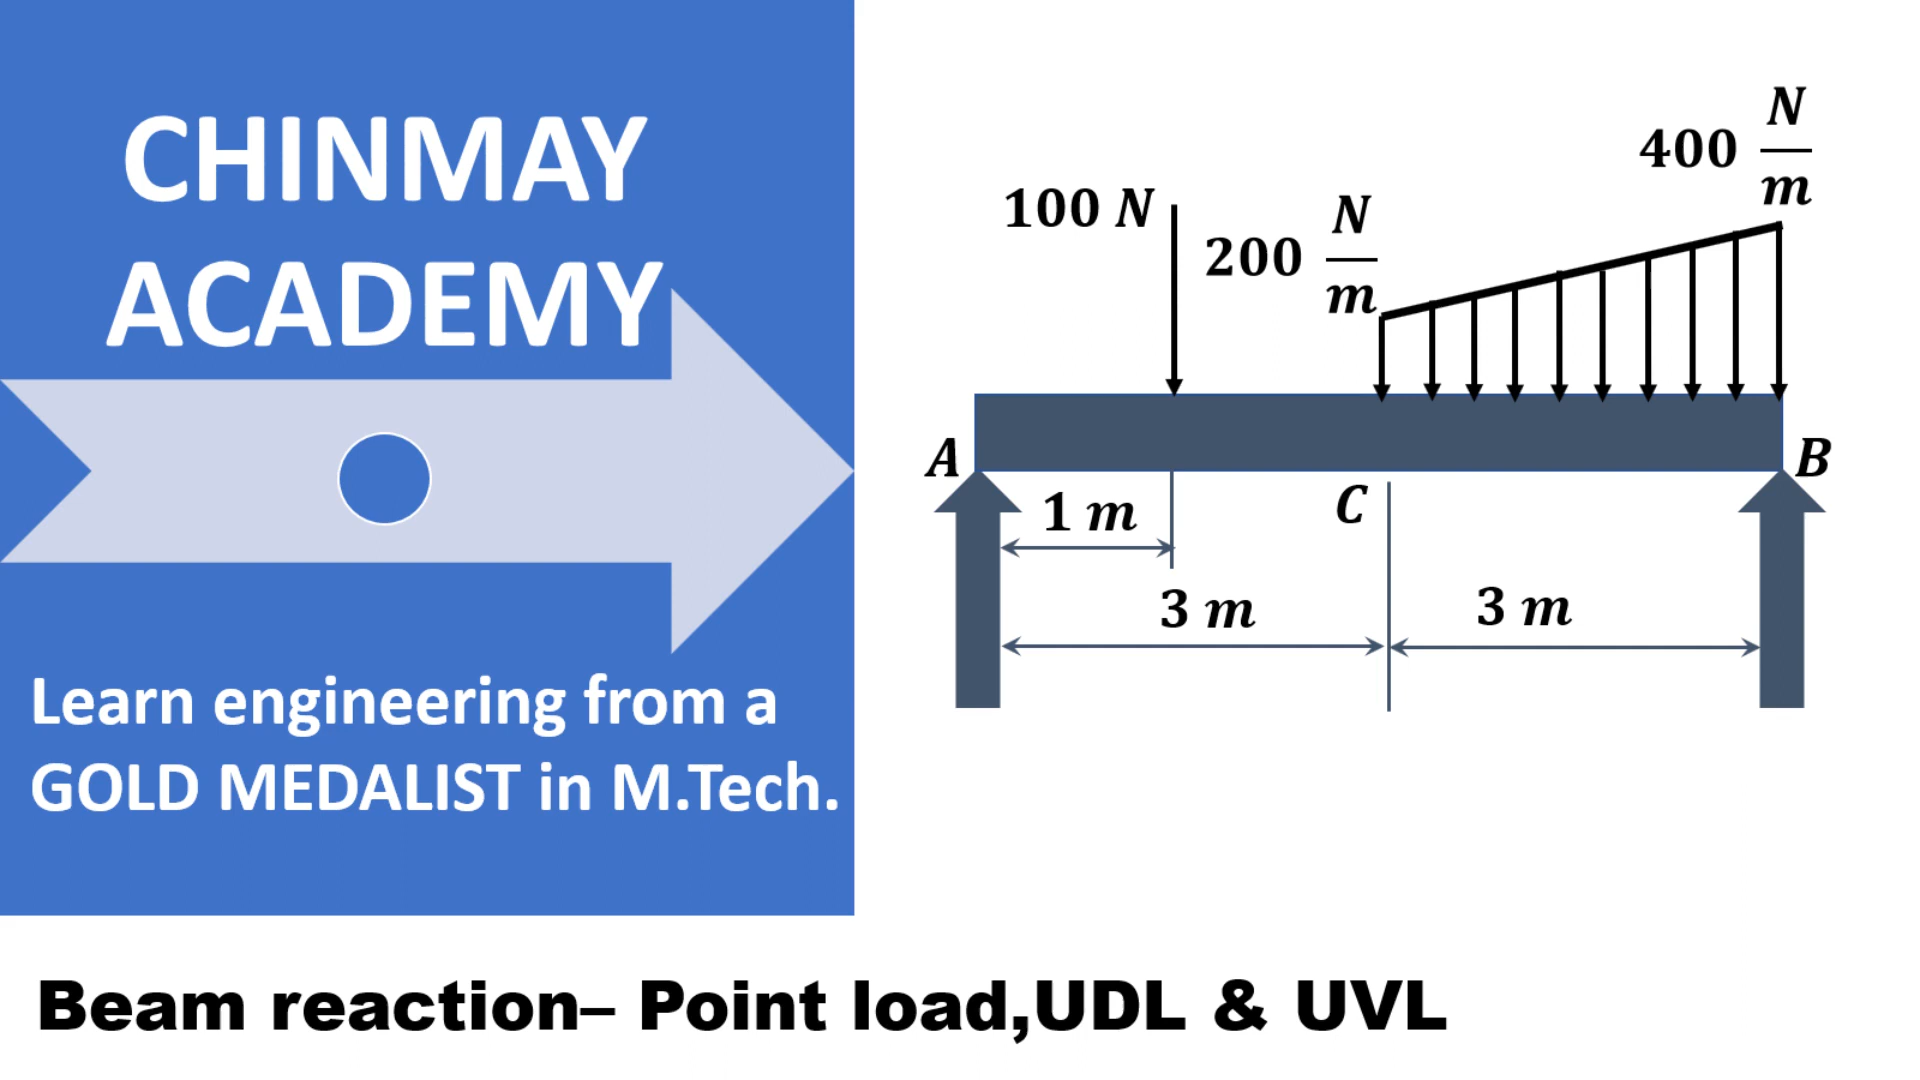 CHINMAY
ACADEMY
Learn engineering from a
GOLD MEDALIST in M.Tech.
100 N
200 N/m
400 N/m
A
B
1 m
C
3 m
3 m
Beam reaction– Point load,UDL & UVL